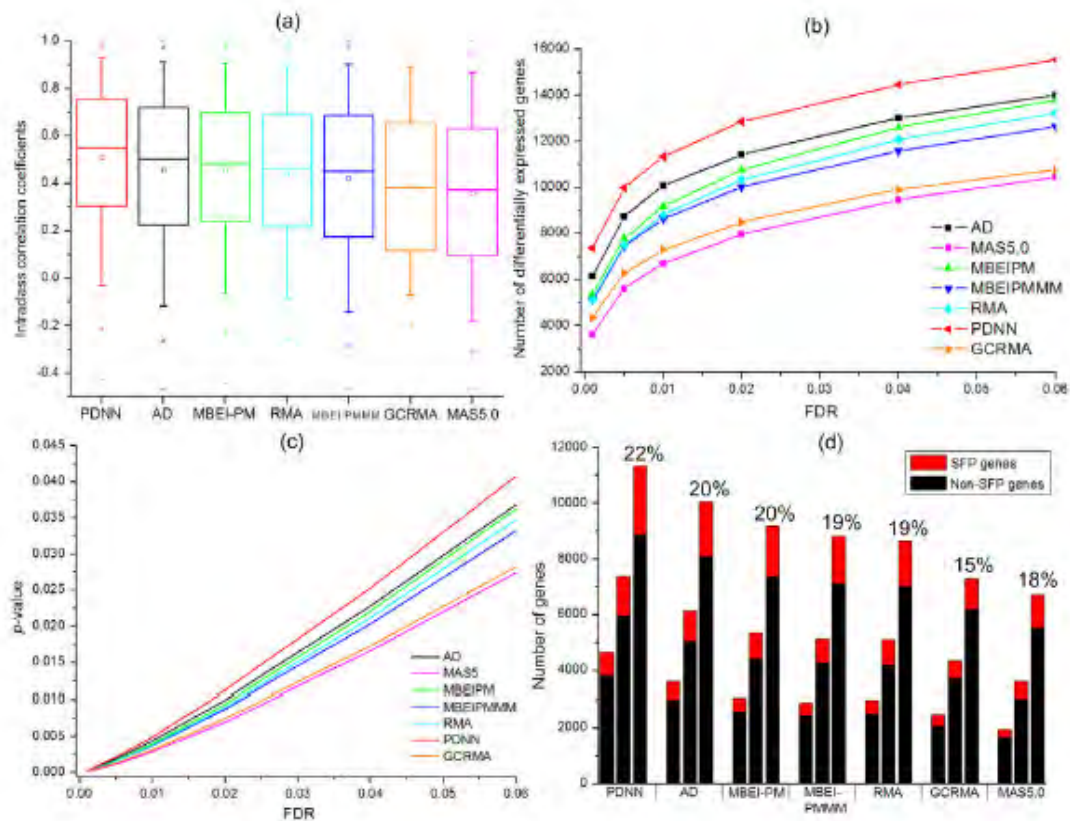 (a)
Intraclass correlation coefficients
1.0
0.8
0.6
0.4
0.2
0.0
-0.2
-0.4
PDNN AD MBEI-PM RMA MBEI-PMMM GCRMA MAS5.0
(b)
Number of differentially expressed genes
16000
14000
12000
10000
8000
6000
4000
2000
AD
MAS5.0
MBEIPM
MBEIPMMM
RMA
PDNN
GCRMA
0.00 0.01 0.02 0.03 0.04 0.05 0.06
FDR
(c)
p-value
0.045
0.040
0.035
0.030
0.025
0.020
0.015
0.010
0.005
0.000
AD
MAS5
MBEIPM
MBEIPMMM
RMA
PDNN
GCRMA
0.00 0.01 0.02 0.03 0.04 0.05 0.06
FDR
(d)
Number of genes
12000
10000
8000
6000
4000
2000
0
SFP genes
Non-SFP genes
22%
20%
20%
19%
19%
15%
18%
PDNN AD MBEI-PM MBEI- RMA GCRMA MAS5.0
PMMM